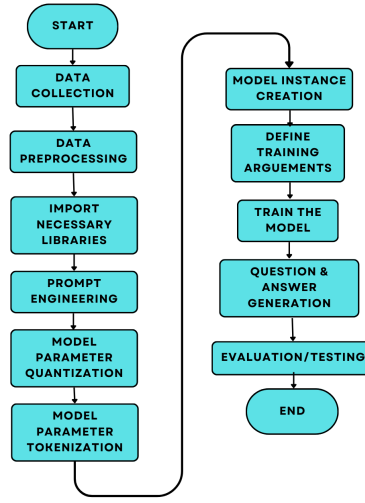 START
DATA
COLLECTION
DATA
PREPROCESSING
IMPORT
NECESSARY
LIBRARIES
PROMPT
ENGINEERING
MODEL
PARAMETER
QUANTIZATION
MODEL
PARAMETER
TOKENIZATION
MODEL INSTANCE
CREATION
DEFINE
TRAINING
ARGUEMENTS
TRAIN THE
MODEL
QUESTION &
ANSWER
GENERATION
EVALUATION/TESTING
END